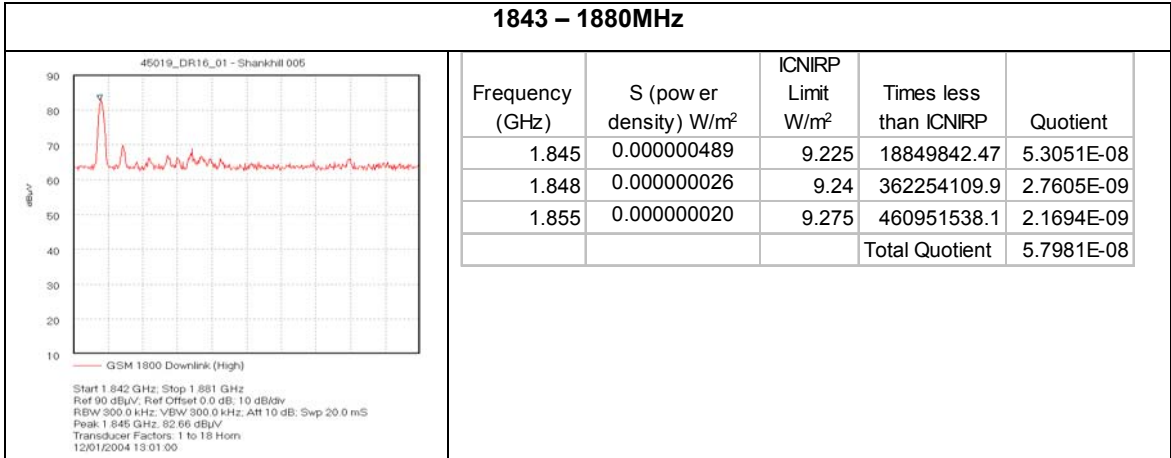 1843 – 1880MHz
45019_DR16_01 - Shankhill 005
90
80
70
60
50
40
30
20
10
dBµV
GSM 1800 Downlink (High)
Start 1.842 GHz; Stop 1.881 GHz
Ref 90 dBµV; Ref Offset 0.0 dB; 10 dB/div
RBW 300.0 kHz; VBW 300.0 kHz; Att 10 dB; Swp 20.0 mS
Peak 1.845 GHz, 82.66 dBµV
Transducer Factors: 1 to 18 Horn
12/01/2004 13:01:00
Frequency (GHz) S (pow er density) W/m² ICNIRP Limit W/m² Times less than ICNIRP Quotient
1.845 0.000000489 9.225 18849842.47 5.3051E-08
1.848 0.000000026 9.24 362254109.9 2.7605E-09
1.855 0.000000020 9.275 460951538.1 2.1694E-09
Total Quotient 5.7981E-08